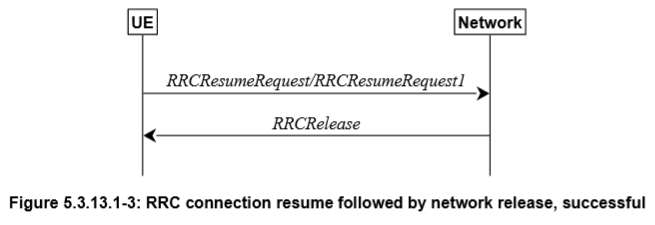 UE Network
RRCResumeRequest/RRCResumeRequest1
RRCRelease
Figure 5.3.13.1-3: RRC connection resume followed by network release, successful